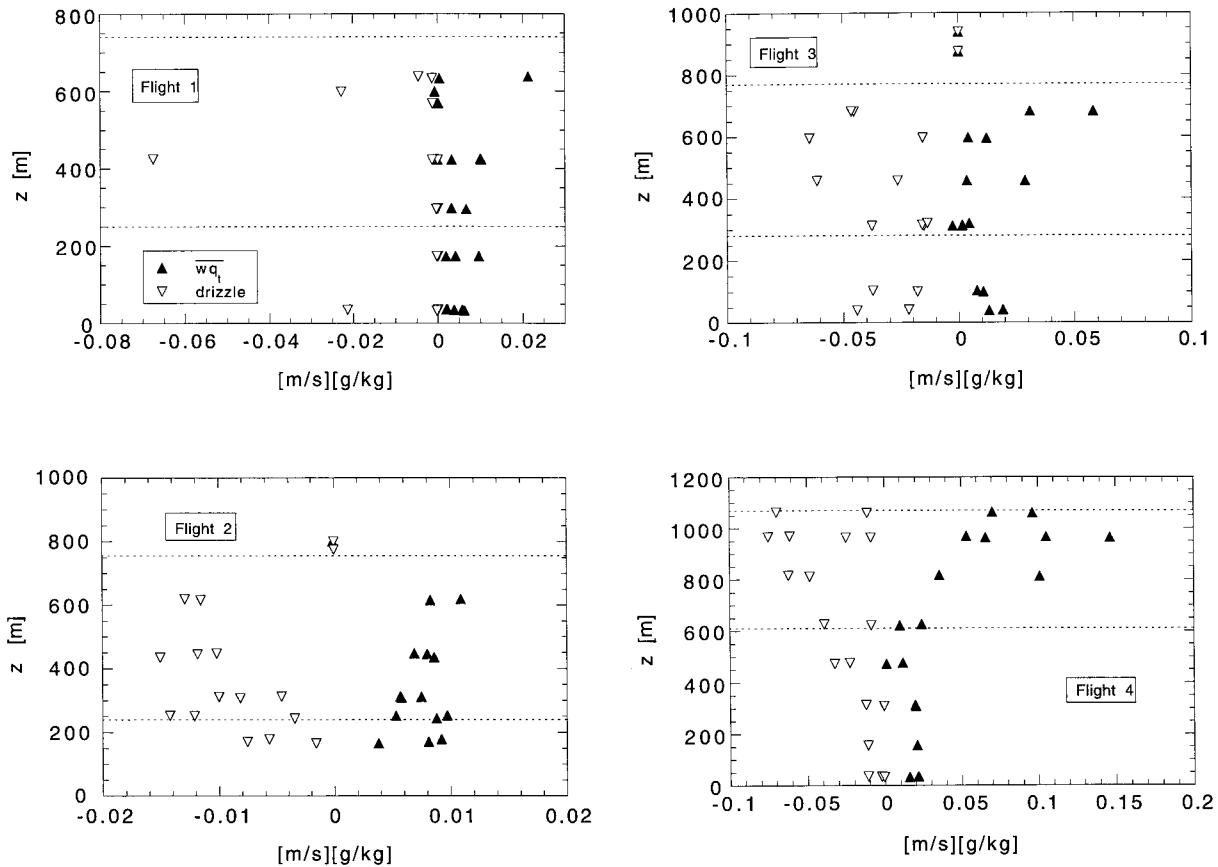 800
600
400
200
0
z [m]
Flight 1
wq_t
drizzle
-0.08 -0.06 -0.04 -0.02 0 0.02
[m/s][g/kg]
1000
800
600
400
200
0
z [m]
Flight 3
-0.1 -0.05 0 0.05 0.1
[m/s][g/kg]
1000
800
600
400
200
0
z [m]
Flight 2
-0.02 -0.01 0 0.01 0.02
[m/s][g/kg]
1200
1000
800
600
400
200
0
z [m]
Flight 4
-0.1 -0.05 0 0.05 0.1 0.15 0.2
[m/s][g/kg]